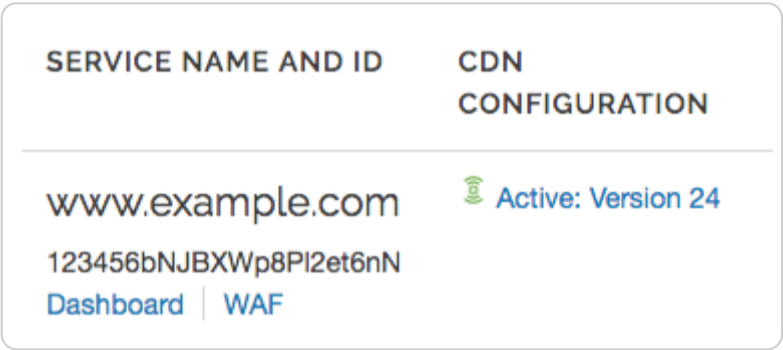 SERVICE NAME AND ID
CDN
CONFIGURATION
www.example.com
Active: Version 24
123456bNJBXWp8Pl2et6nN
Dashboard | WAF